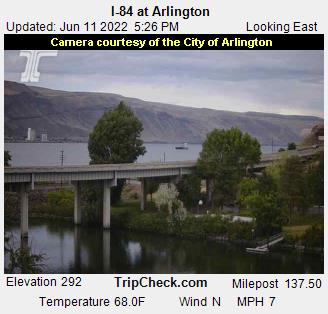 I-84 at Arlington
Updated: Jun 11 2022 5:26 PM Looking East
Camera courtesy of the City of Arlington
Elevation 292 TripCheck.com Milepost 137.50
Temperature 68.0F Wind N MPH 7